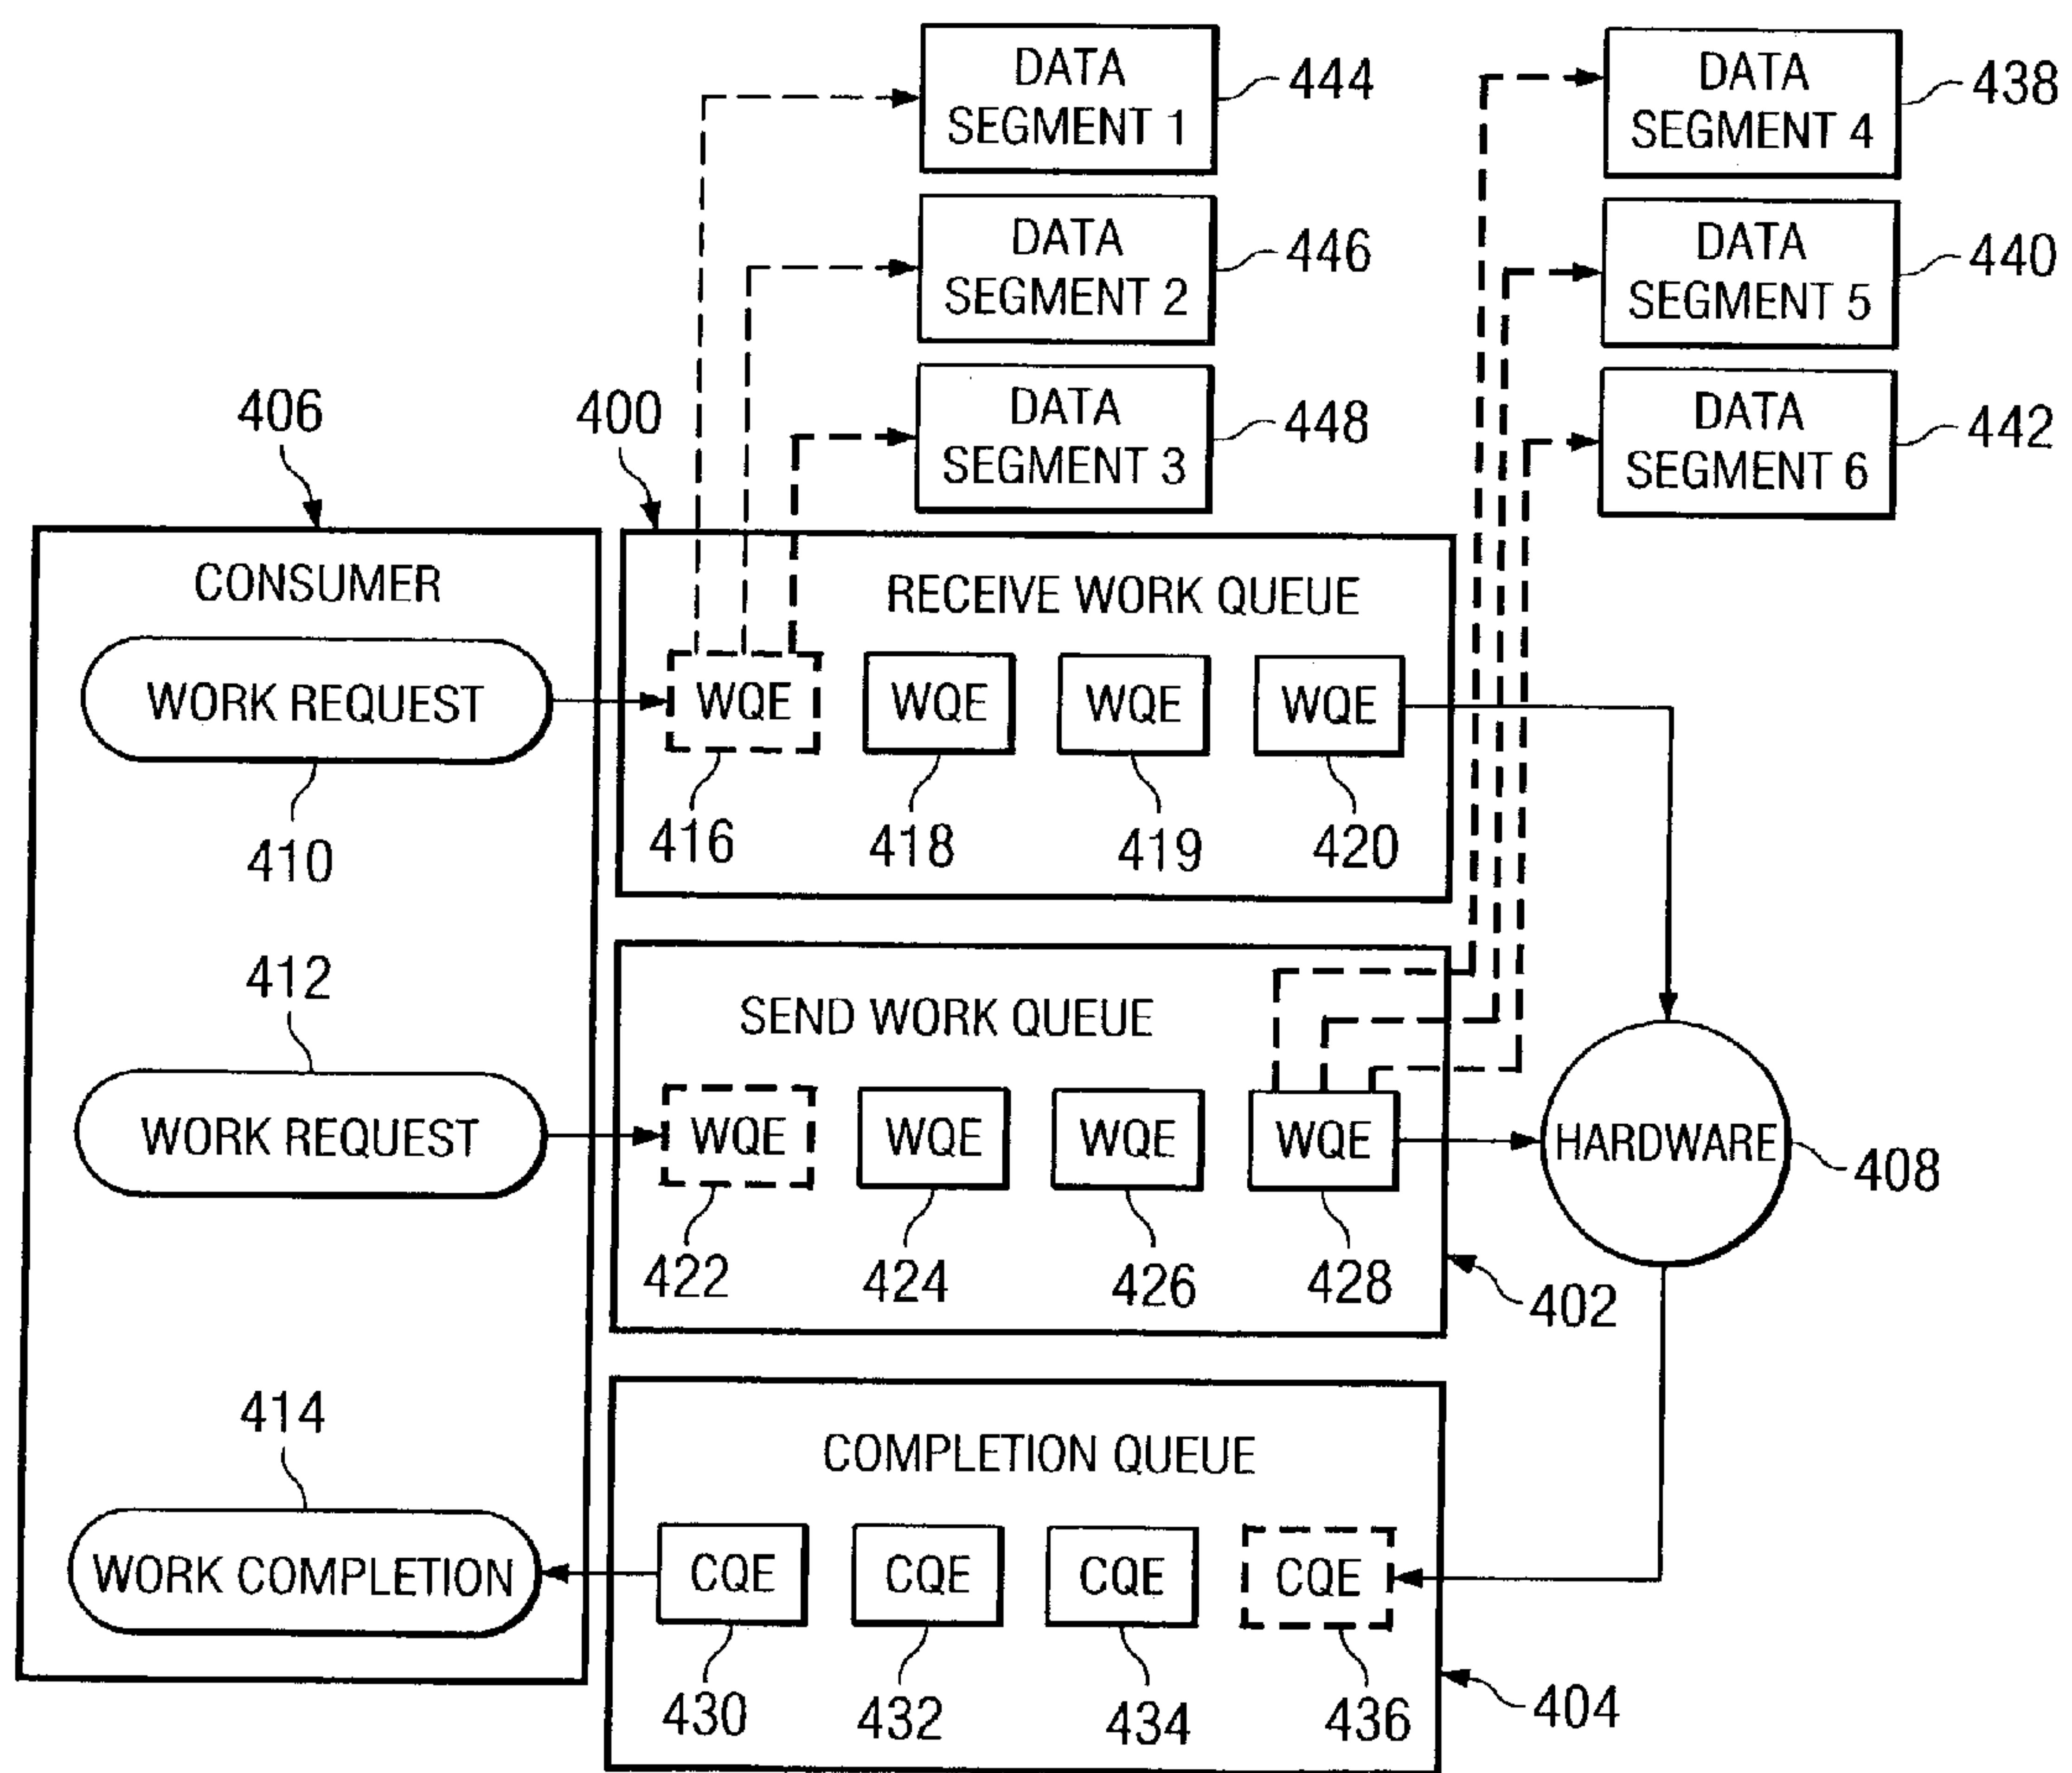 DATA
SEGMENT 1
444
DATA
SEGMENT 4
438
DATA
SEGMENT 2
446
DATA
SEGMENT 5
440
DATA
SEGMENT 3
448
DATA
SEGMENT 6
442
406
400
CONSUMER
RECEIVE WORK QUEUE
WORK REQUEST
WQE
WQE
WQE
WQE
410
416
418
419
420
412
SEND WORK QUEUE
WORK REQUEST
WQE
WQE
WQE
WQE
HARDWARE
408
422
424
426
428
402
414
COMPLETION QUEUE
WORK COMPLETION
CQE
CQE
CQE
CQE
430
432
434
436
404